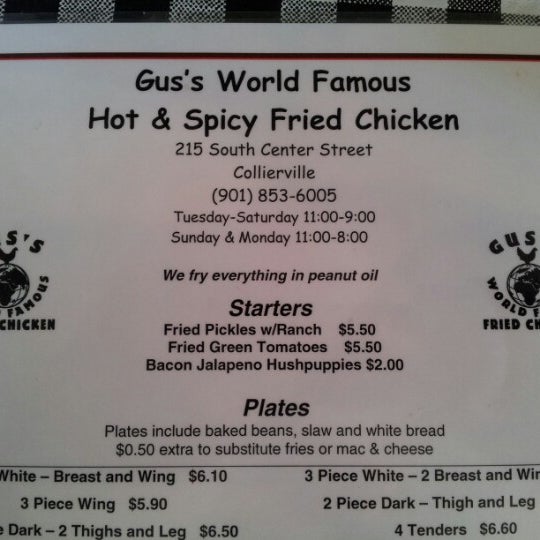 Gus's World Famous
Hot & Spicy Fried Chicken
215 South Center Street
Collierville
(901) 853-6005
Tuesday-Saturday 11:00-9:00
Sunday & Monday 11:00-8:00
GUS
WORLD F
FRIED CH
S'S
FAMOUS
CHICKEN
We fry everything in peanut oil
Starters
Fried Pickles w/Ranch $5.50
Fried Green Tomatoes $5.50
Bacon Jalapeno Hushpuppies $2.00
Plates
Plates include baked beans, slaw and white bread
$0.50 extra to substitute fries or mac & cheese
White – Breast and Wing $6.10
3 Piece White – 2 Breast and Win
3 Piece Wing $5.90
2 Piece Dark – Thigh and Leg
e Dark – 2 Thighs and Leg $6.50
4 Tenders $6.60